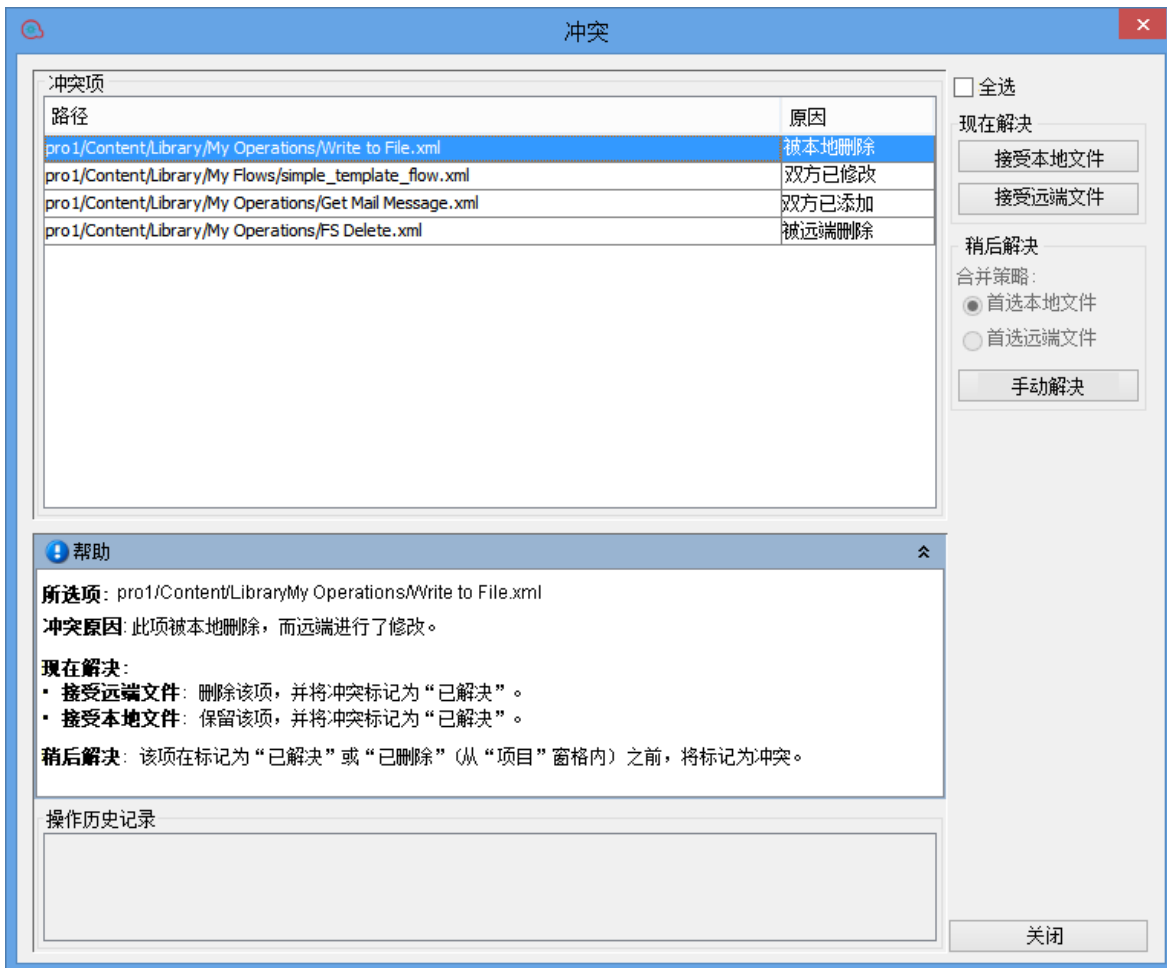 冲突
冲突项
全选
路径 原因
现在解决
pro1/Content/Library/My Operations/Write to File.xml 被本地删除
接受本地文件
pro1/Content/Library/My Flows/simple_template_flow.xml 双方已修改
pro1/Content/Library/My Operations/Get Mail Message.xml 双方已添加
接受远端文件
pro1/Content/Library/My Operations/FS Delete.xml 被远端删除
稍后解决
合并策略:
首选本地文件
首选远端文件
手动解决
帮助
所选项: pro1/Content/LibraryMy Operations/Write to File.xml
冲突原因: 此项被本地删除，而远端进行了修改。
现在解决:
▪ 接受远端文件: 删除该项，并将冲突标记为“已解决”。
▪ 接受本地文件: 保留该项，并将冲突标记为“已解决”。
稍后解决: 该项在标记为“已解决”或“已删除”（从“项目”窗格内）之前，将标记为冲突。
操作历史记录
关闭